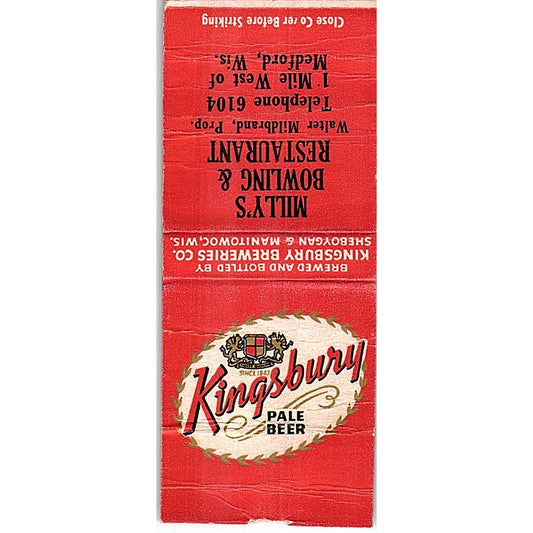 Close Cover Before Striking
MILLY'S
BOWLING &
RESTAURANT
Walter Mildbrand, Prop.
Telephone 6104
1 Mile West of
Medford, Wis.
BREWED AND BOTTLED BY
KINGSBURY BREWERIES CO.
SHEBOYGAN & MANITOWOC, WIS.
SINCE 1847
Kingsbury
PALE
BEER